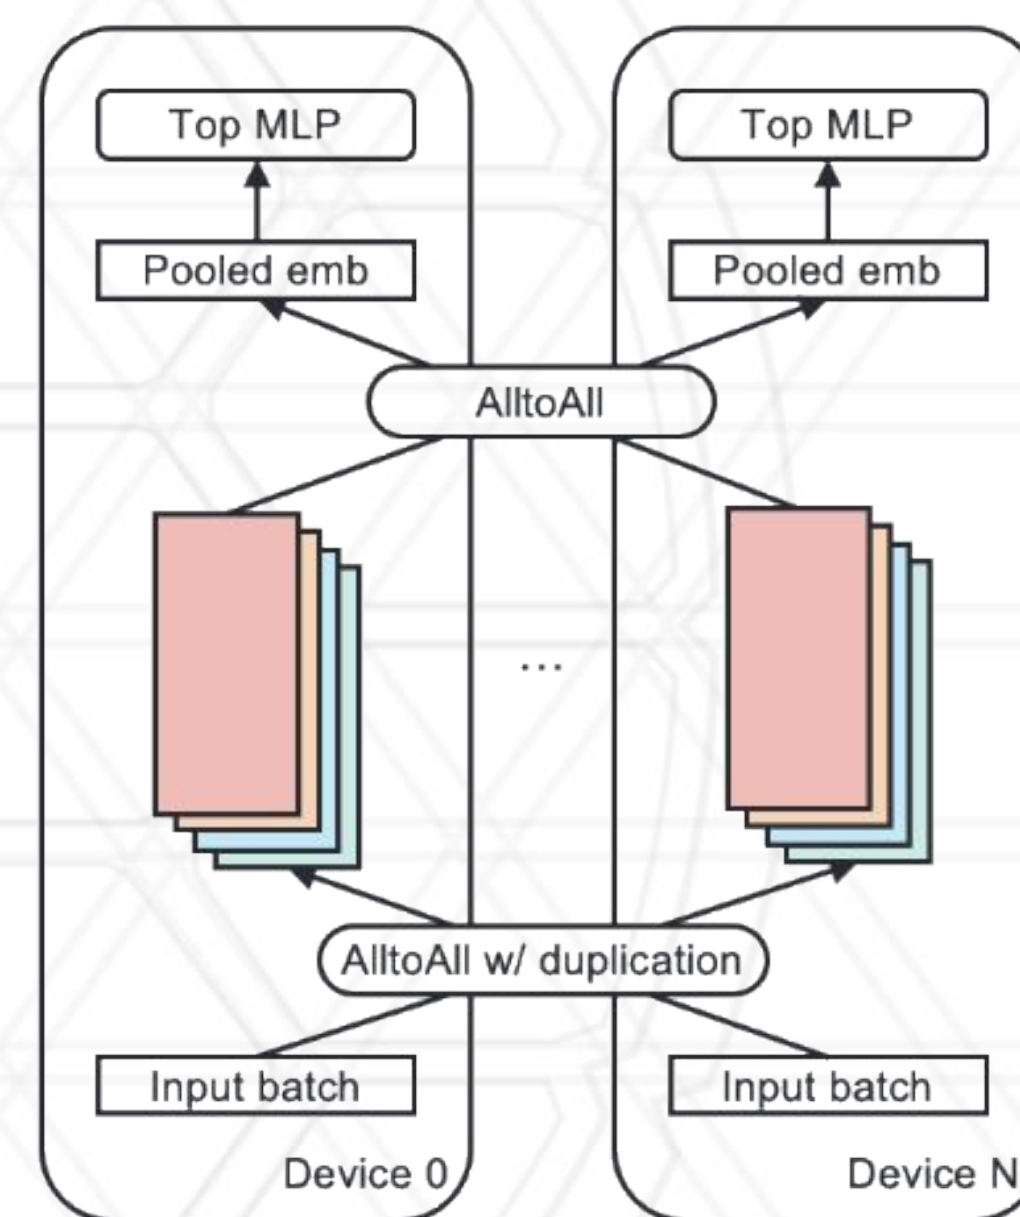 Top MLP
Top MLP
Pooled emb
Pooled emb
AlltoAll
...
AlltoAll w/ duplication
Input batch
Input batch
Device 0
Device N